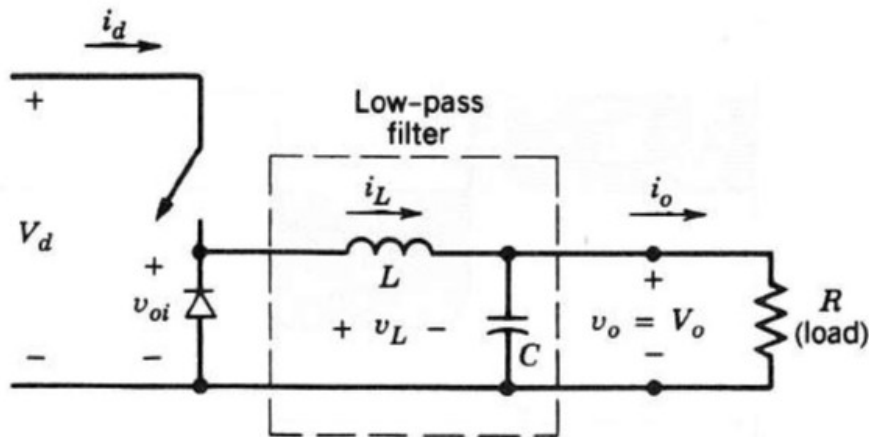 i_d
+
Low-pass
filter
i_L
i_o
V_d
+
v_oi
L
+ v_L −
C
+
v_o = V_o
R
(load)
−
−
−